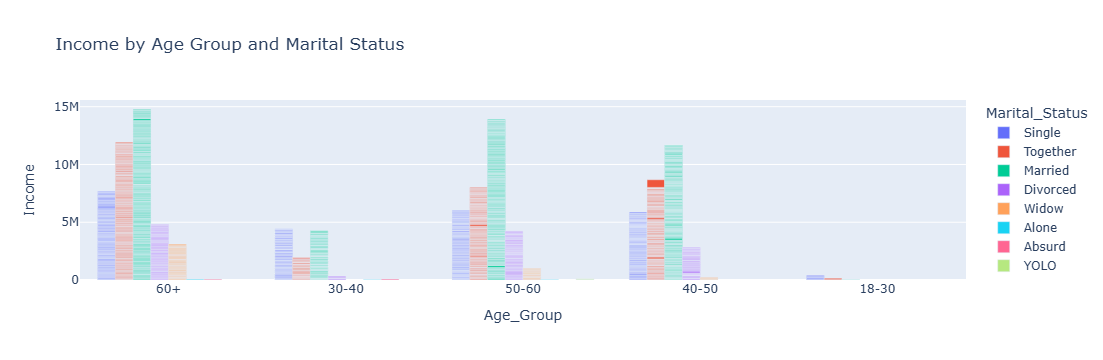 Income by Age Group and Marital Status
15M
10M
5M
0
Income
60+
30-40
50-60
40-50
18-30
Age_Group
Marital_Status
Single
Together
Married
Divorced
Widow
Alone
Absurd
YOLO